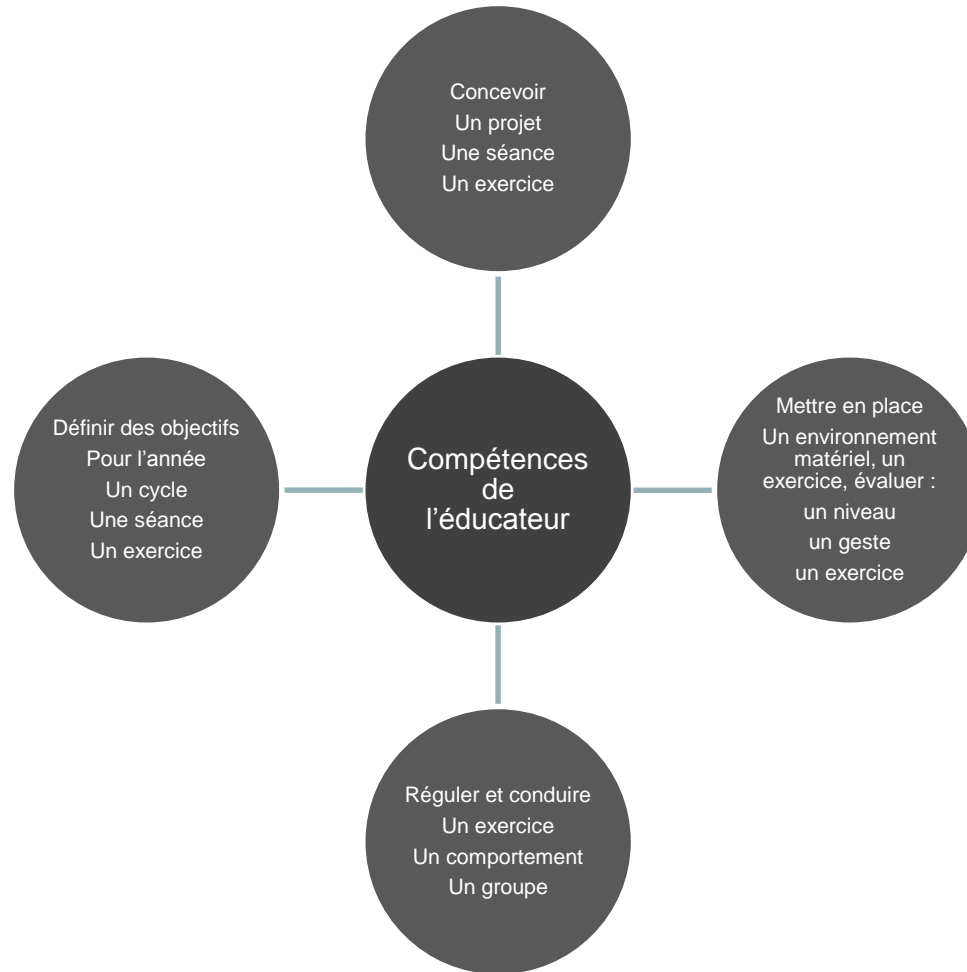 Concevoir
Un projet
Une séance
Un exercice
Définir des objectifs
Pour l'année
Un cycle
Une séance
Un exercice
Compétences
de
l'éducateur
Mettre en place
Un environnement
matériel, un
exercice, évaluer :
un niveau
un geste
un exercice
Réguler et conduire
Un exercice
Un comportement
Un groupe